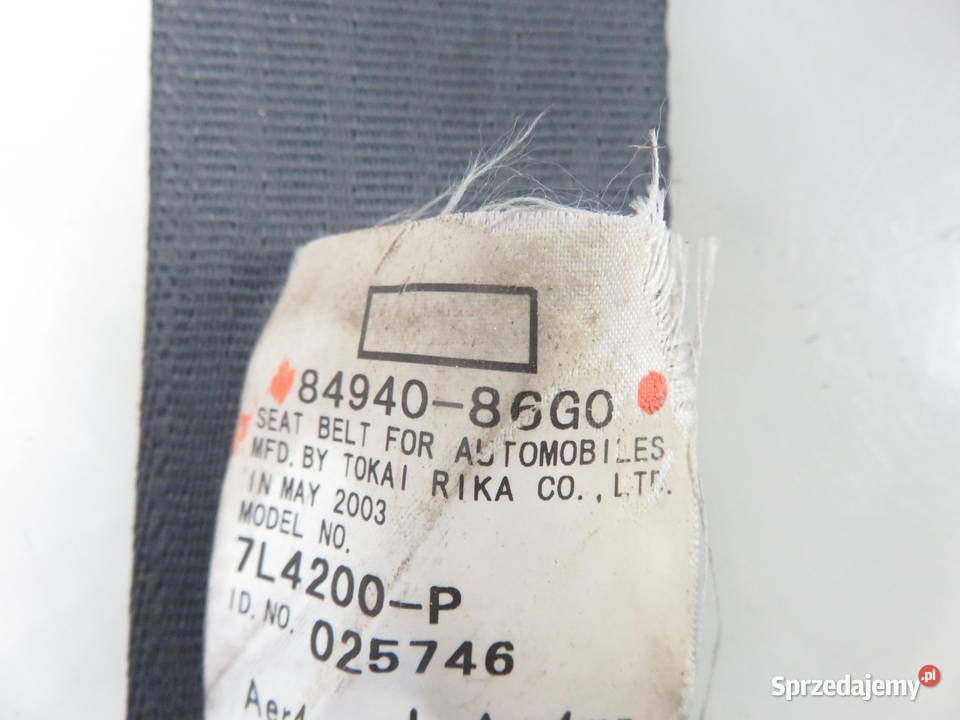 84940-86G0
SEAT BELT FOR AUTOMOBILES
MFD. BY TOKAI RIKA CO., LTD.
IN MAY 2003
MODEL NO.
7L4200-P
ID. NO. 025746
Sprzedajemy.pl